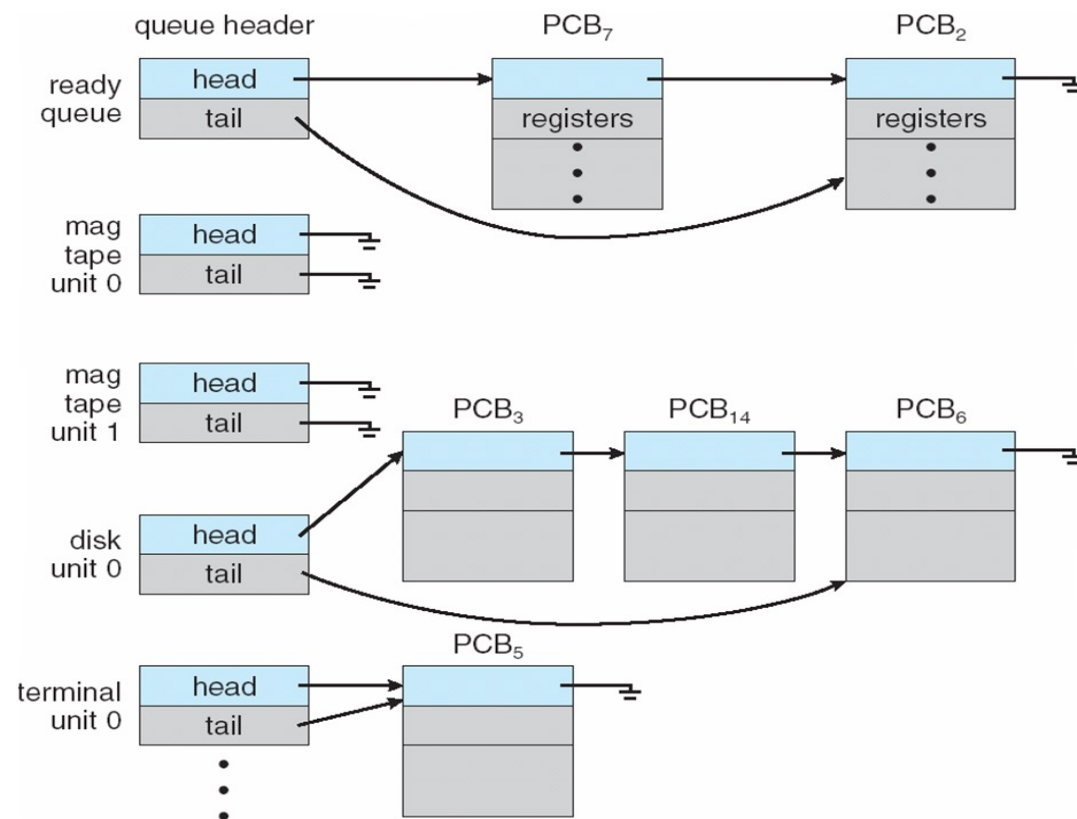 queue header
PCB₇
PCB₂
ready
queue
head
tail
registers
registers
mag
tape
unit 0
head
tail
mag
tape
unit 1
head
tail
PCB₃
PCB₁₄
PCB₆
disk
unit 0
head
tail
PCB₅
terminal
unit 0
head
tail